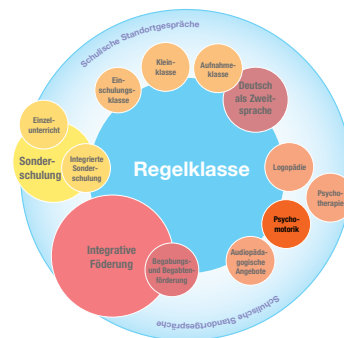 Schulische Standortgespräche
Klein-
klasse
Aufnahme-
klasse
Ein-
schulungs-
klasse
Deutsch
als Zweit-
sprache
Einzel-
unterricht
Sonder-
schulung
Integrierte
Sonder-
schulung
Regelklasse
Logopädie
Psycho-
therapie
Psycho-
motorik
Integrative
Föderung
Begabungs-
und Begabten-
förderung
Audiopäda-
gogische
Angebote
Schulische Standortgespräche